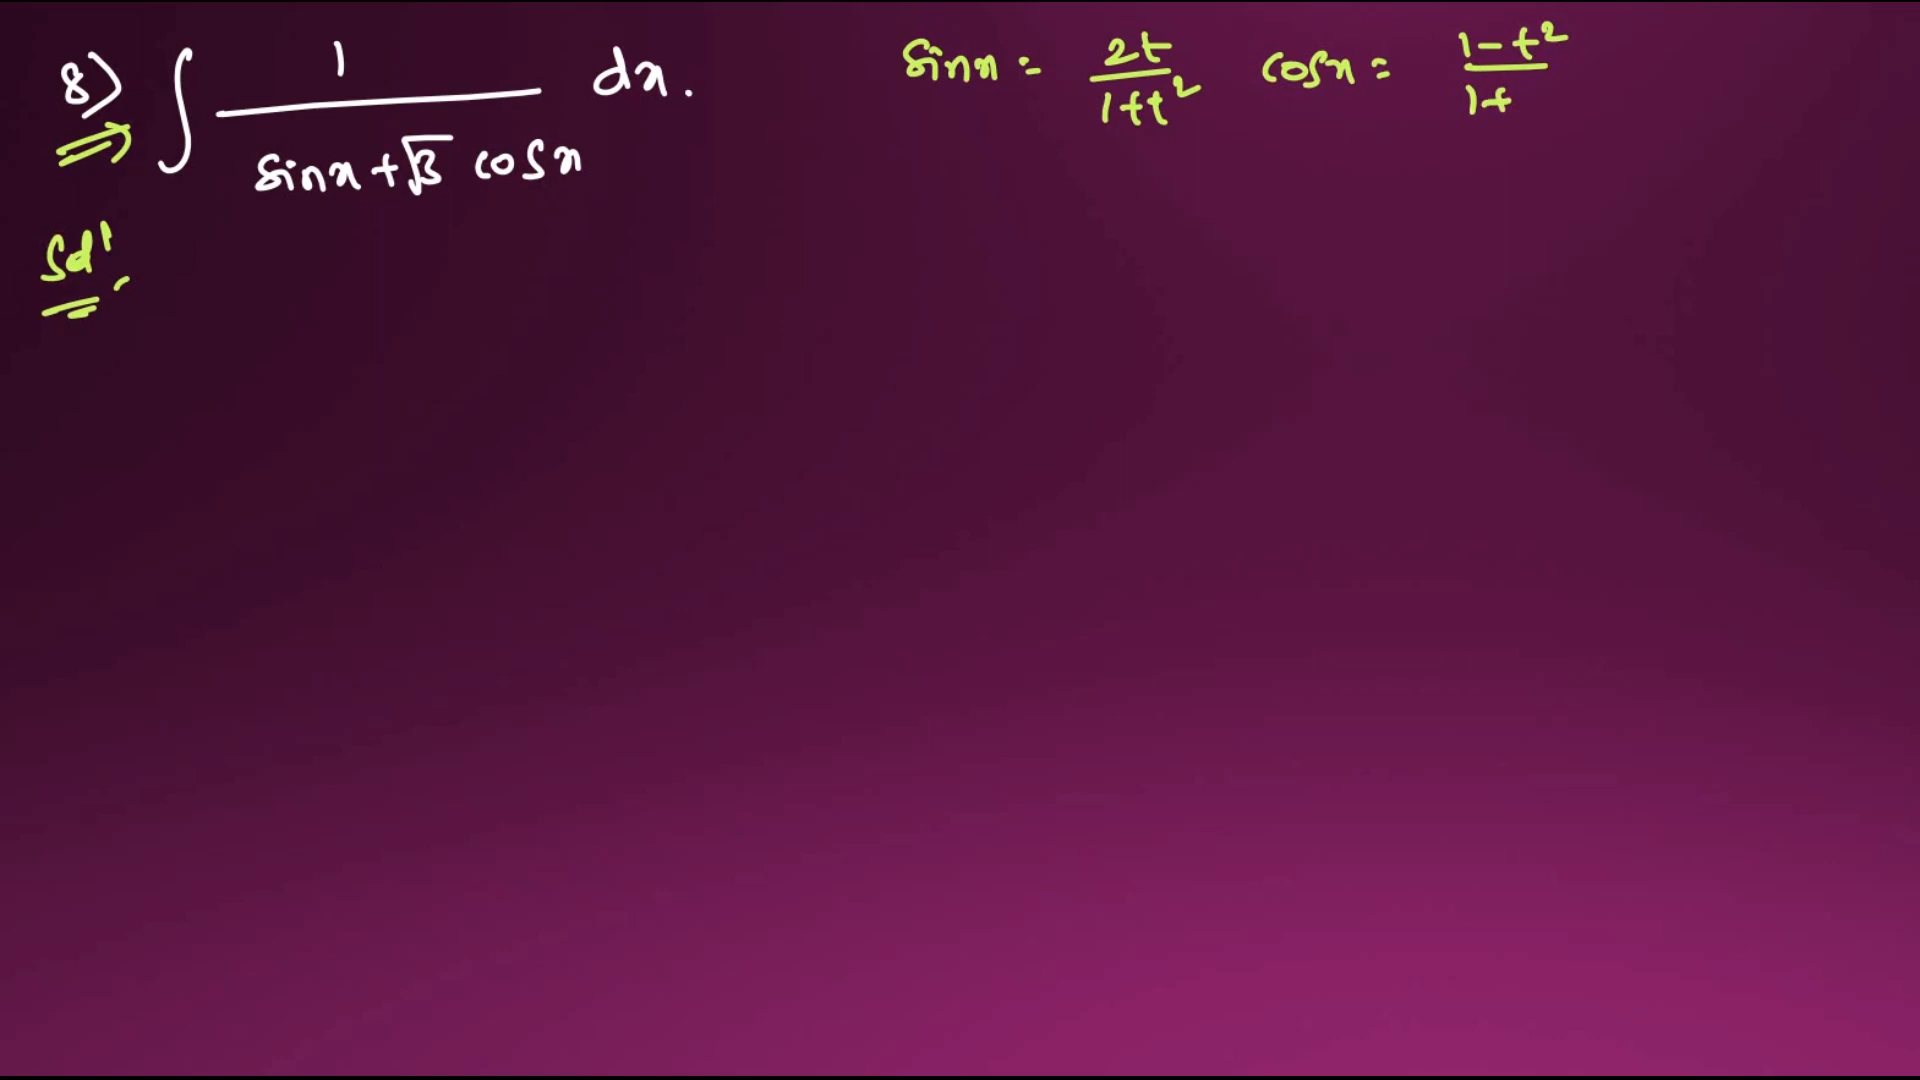 8) ∫ 1/(sinx+√3 cosx) dx.
sinx = 2t/(1+t²) cosx = (1-t²)/(1+
Sol: